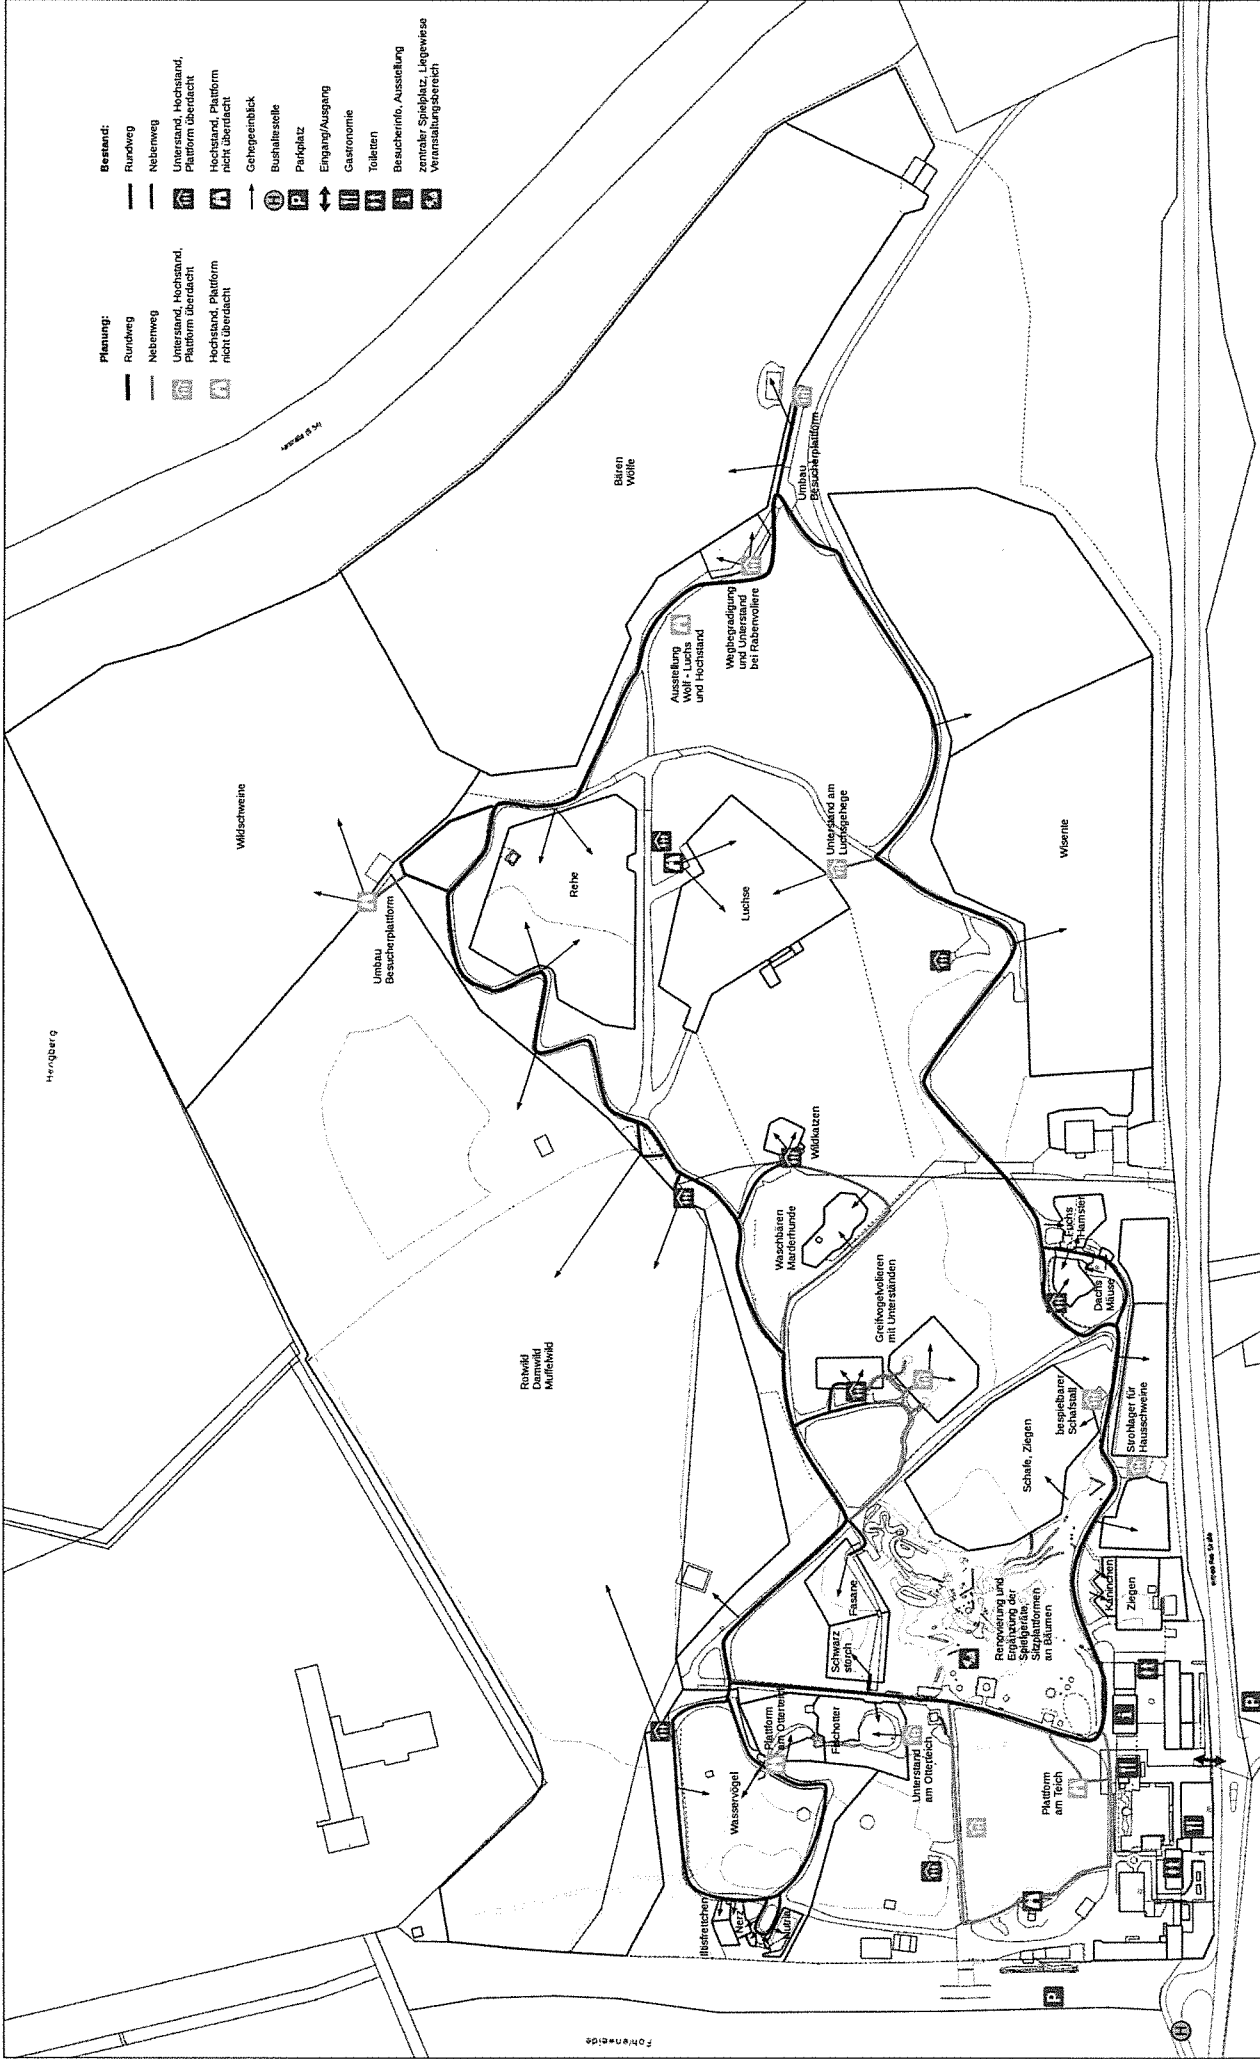 Planung:
Rundweg
Nebenweg
Unterstand, Hochstand,
Plattform überdacht
Hochstand, Plattform
nicht überdacht
Bestand:
Rundweg
Nebenweg
Unterstand, Hochstand,
Plattform überdacht
Hochstand, Plattform
nicht überdacht
Gehegeeinblick
H
Bushaltestelle
P
Parkplatz
Eingang/Ausgang
Gastronomie
Toiletten
Besucherinfo, Ausstellung
zentraler Spielplatz, Liegewiese
Veranstaltungsbereich
Hengberg
Wildschweine
Umbau
Besucherplattform
Bären
Wölfe
Umbau
Besucherplattform
Wegbegradigung
und Unterstand
bei Rabenvoliere
Ausstellung
Wolf - Luchs
und Hochstand
Rehe
Luchse
Unterstand am
Luchsgehege
Wisente
Rotwild
Damwild
Muffelwild
Wildkatzen
Waschbären
Marderhunde
Greifvogelvolieren
mit Unterständen
Fuchs
Hamster
Dachs
Mäuse
bespielbarer
Schafstall
Strohlager für
Hausschweine
Schafe, Ziegen
Fasane
Schwarz
storch
Renovierung und
Ergänzung der
Spielgeräte,
Sitzplattformen
an Bäumen
Kaninchen
Ziegen
Plattform
am Otterteich
Fischotter
Unterstand
am Otterteich
Wasservögel
Plattform
am Teich
Iltisfrettchen
Nerz
Nutria
Fohlenweide
P
P
H